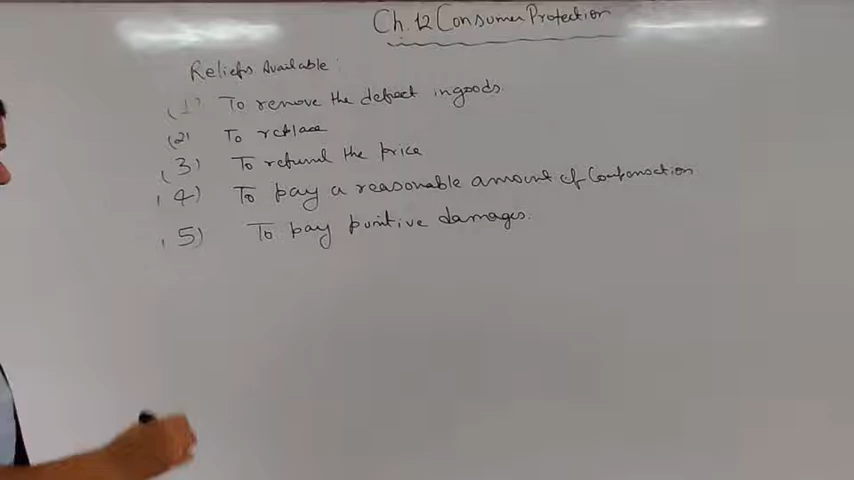 Ch. 12 Consumer Protection
Reliefs Available:
(1) To remove the defect in goods
(2) To replace
(3) To refund the price
(4) To pay a reasonable amount of Compensation
(5) To pay punitive damages.